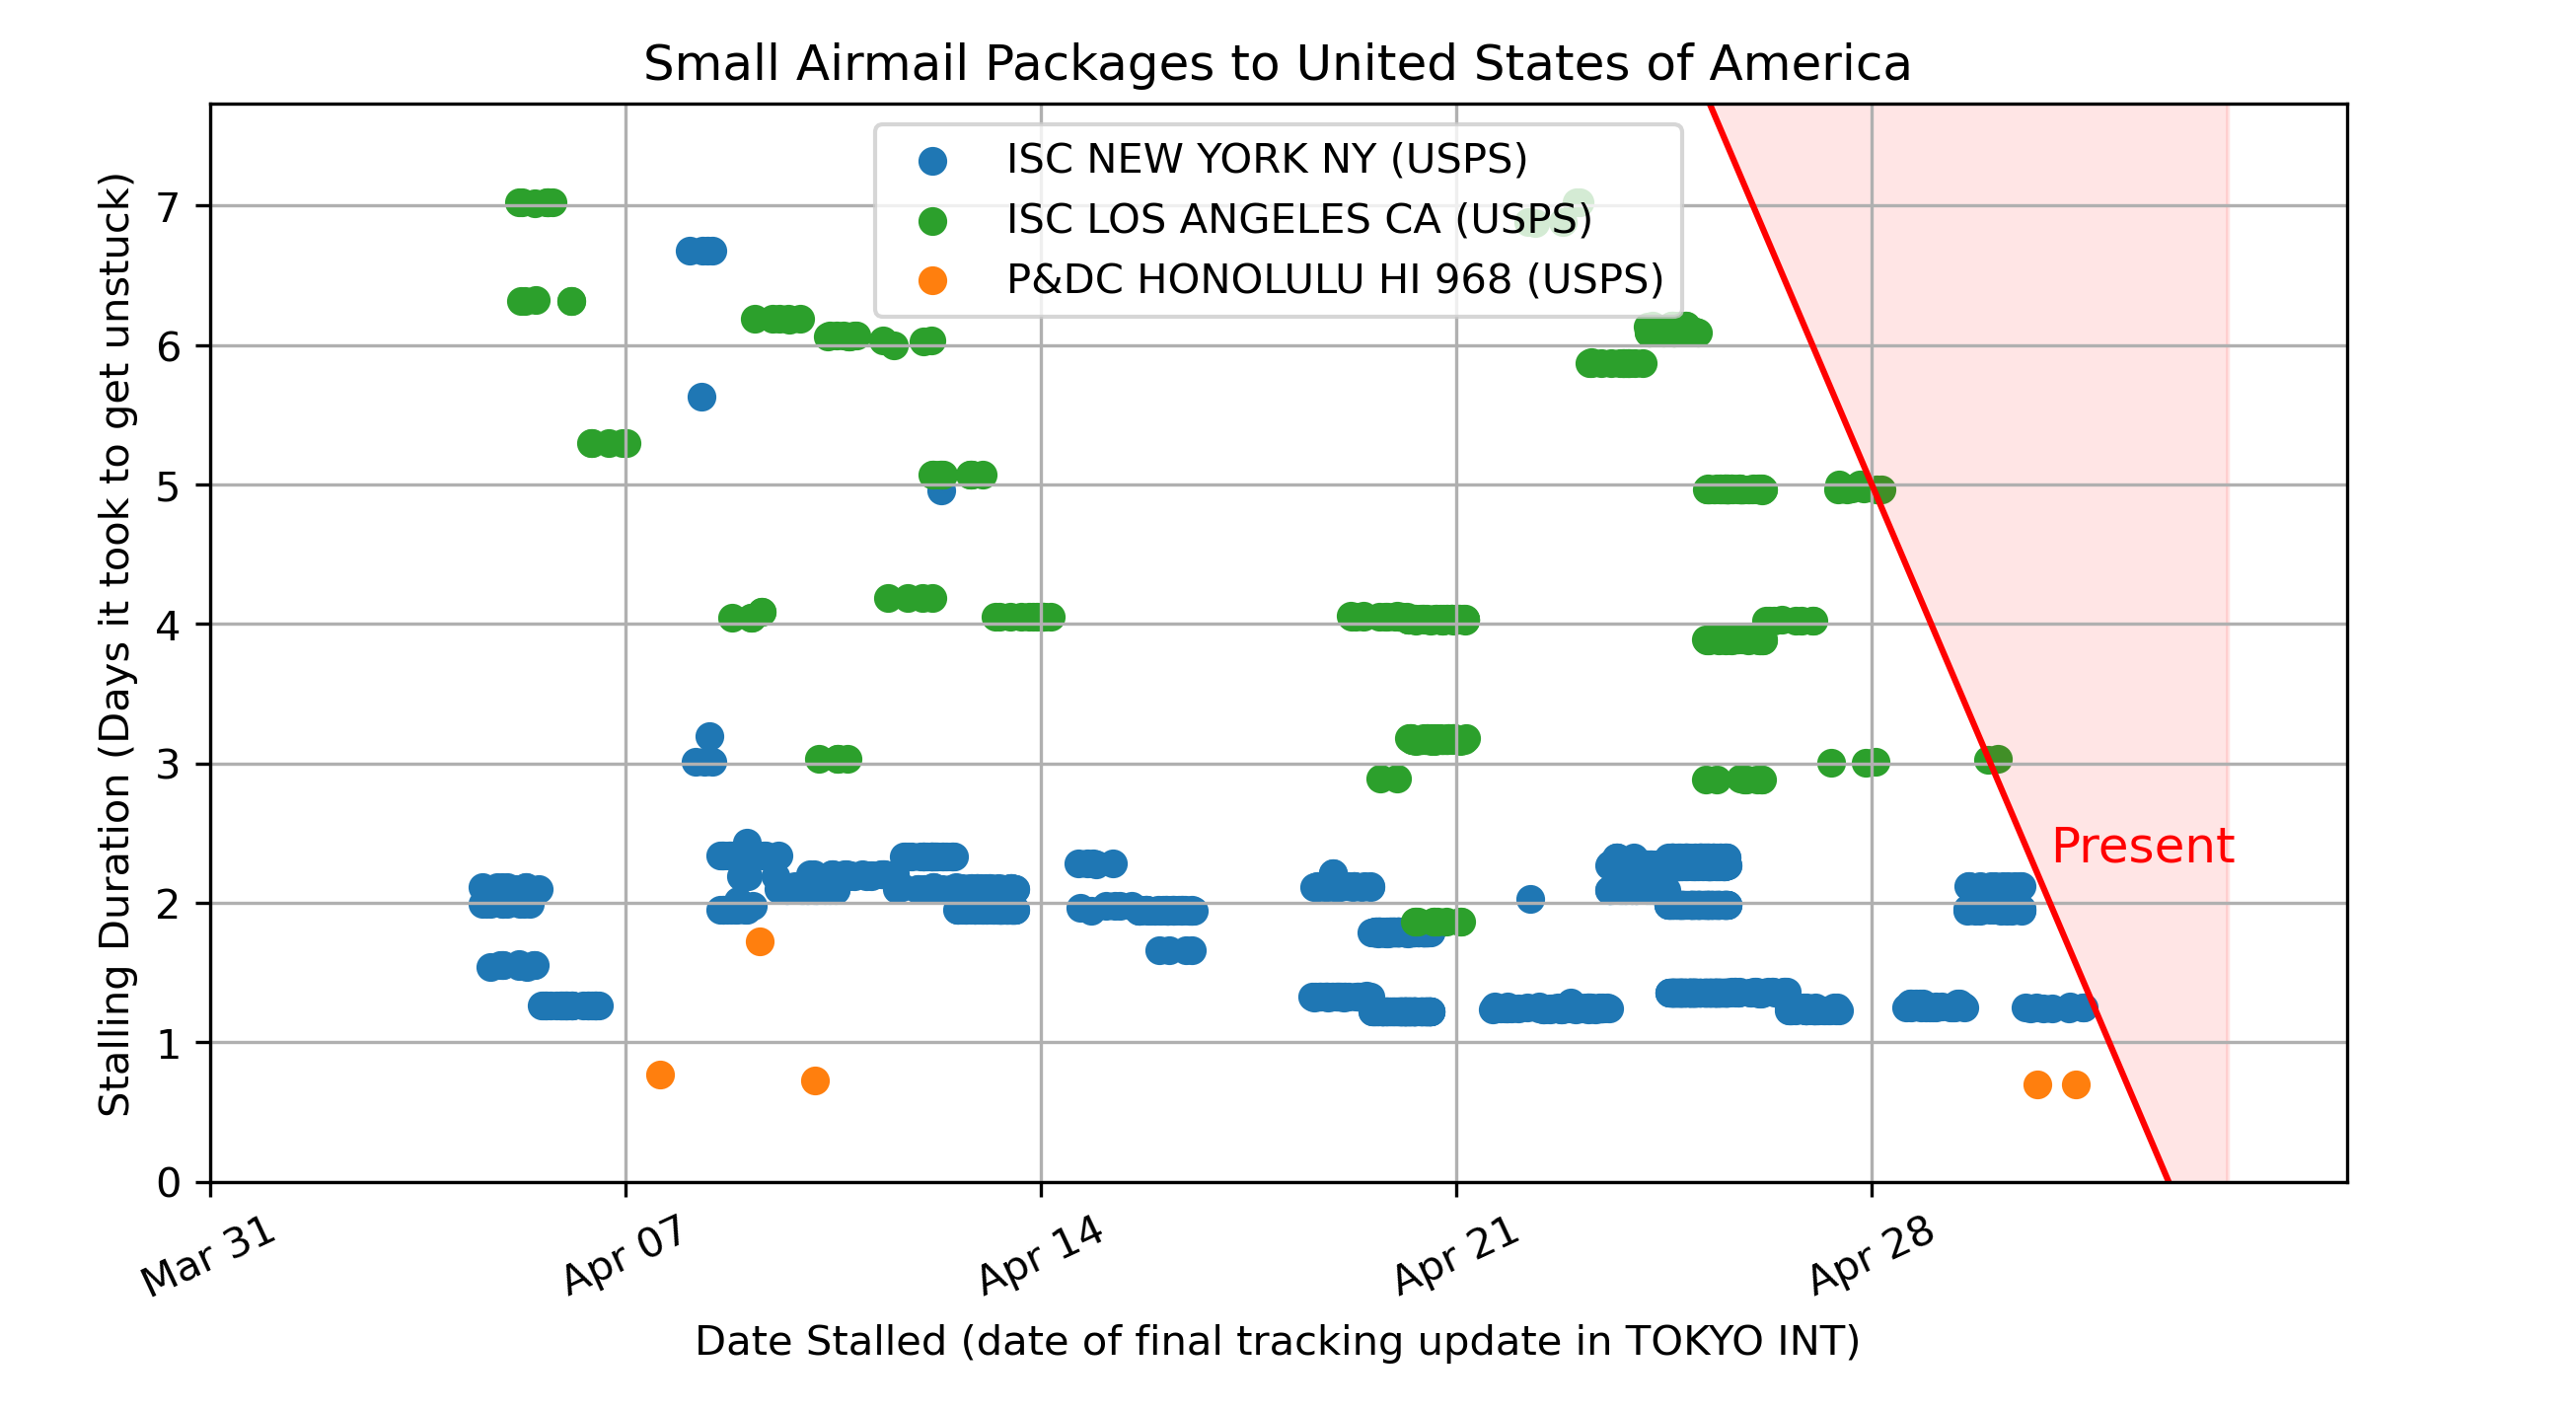 Small Airmail Packages to United States of America
ISC NEW YORK NY (USPS)
ISC LOS ANGELES CA (USPS)
P&DC HONOLULU HI 968 (USPS)
Stalling Duration (Days it took to get unstuck)
7
6
5
4
3
2
1
0
Present
Mar 31
Apr 07
Apr 14
Apr 21
Apr 28
Date Stalled (date of final tracking update in TOKYO INT)